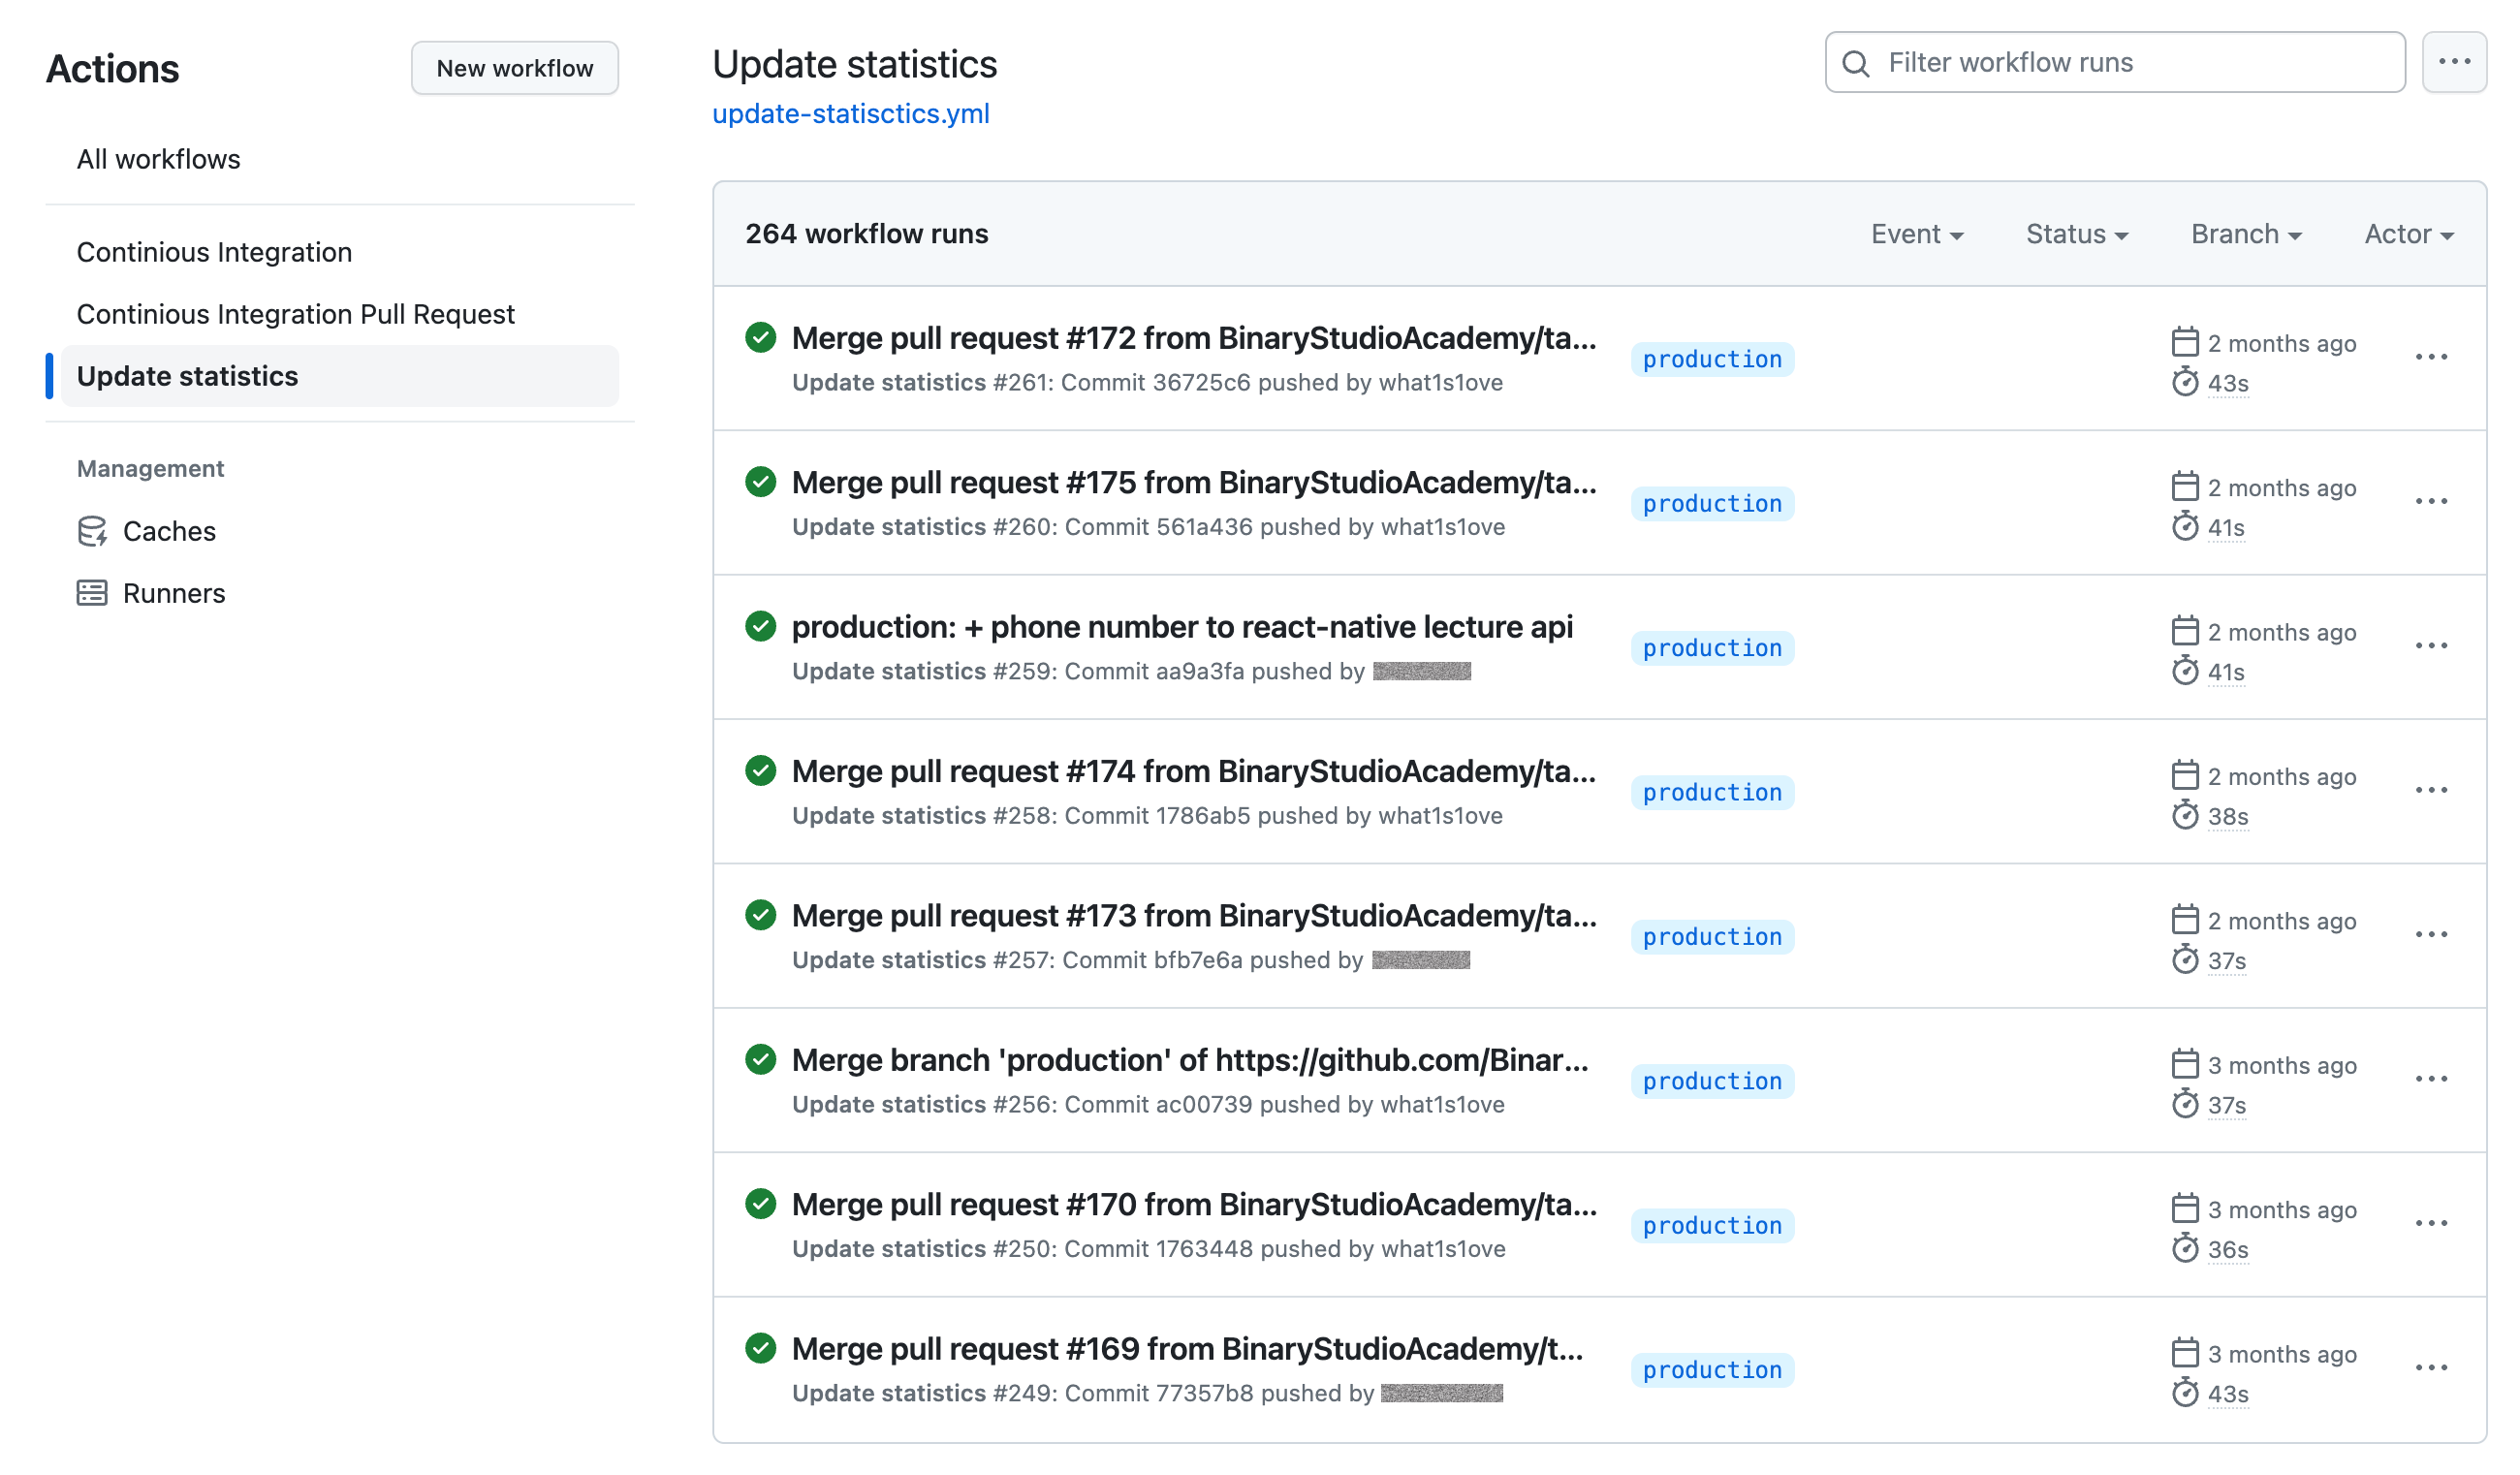 Actions
New workflow
All workflows
Continious Integration
Continious Integration Pull Request
Update statistics
Management
Caches
Runners
Update statistics
update-statisctics.yml
Filter workflow runs
264 workflow runs
Event
Status
Branch
Actor
Merge pull request #172 from BinaryStudioAcademy/ta...
Update statistics #261: Commit 36725c6 pushed by what1s1ove
production
2 months ago
43s
Merge pull request #175 from BinaryStudioAcademy/ta...
Update statistics #260: Commit 561a436 pushed by what1s1ove
production
2 months ago
41s
production: + phone number to react-native lecture api
Update statistics #259: Commit aa9a3fa pushed by
production
2 months ago
41s
Merge pull request #174 from BinaryStudioAcademy/ta...
Update statistics #258: Commit 1786ab5 pushed by what1s1ove
production
2 months ago
38s
Merge pull request #173 from BinaryStudioAcademy/ta...
Update statistics #257: Commit bfb7e6a pushed by
production
2 months ago
37s
Merge branch 'production' of https://github.com/Binar...
Update statistics #256: Commit ac00739 pushed by what1s1ove
production
3 months ago
37s
Merge pull request #170 from BinaryStudioAcademy/ta...
Update statistics #250: Commit 1763448 pushed by what1s1ove
production
3 months ago
36s
Merge pull request #169 from BinaryStudioAcademy/t...
Update statistics #249: Commit 77357b8 pushed by
production
3 months ago
43s